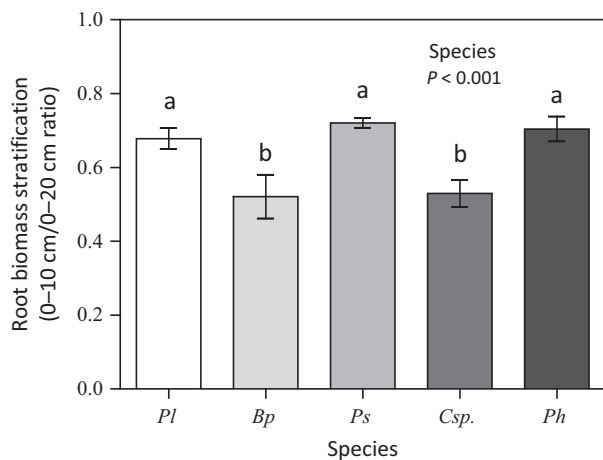 Root biomass stratification
(0–10 cm/0–20 cm ratio)
1.0
0.8
0.6
0.4
0.2
0.0
Species
P < 0.001
a
b
a
b
a
Pl
Bp
Ps
Csp.
Ph
Species